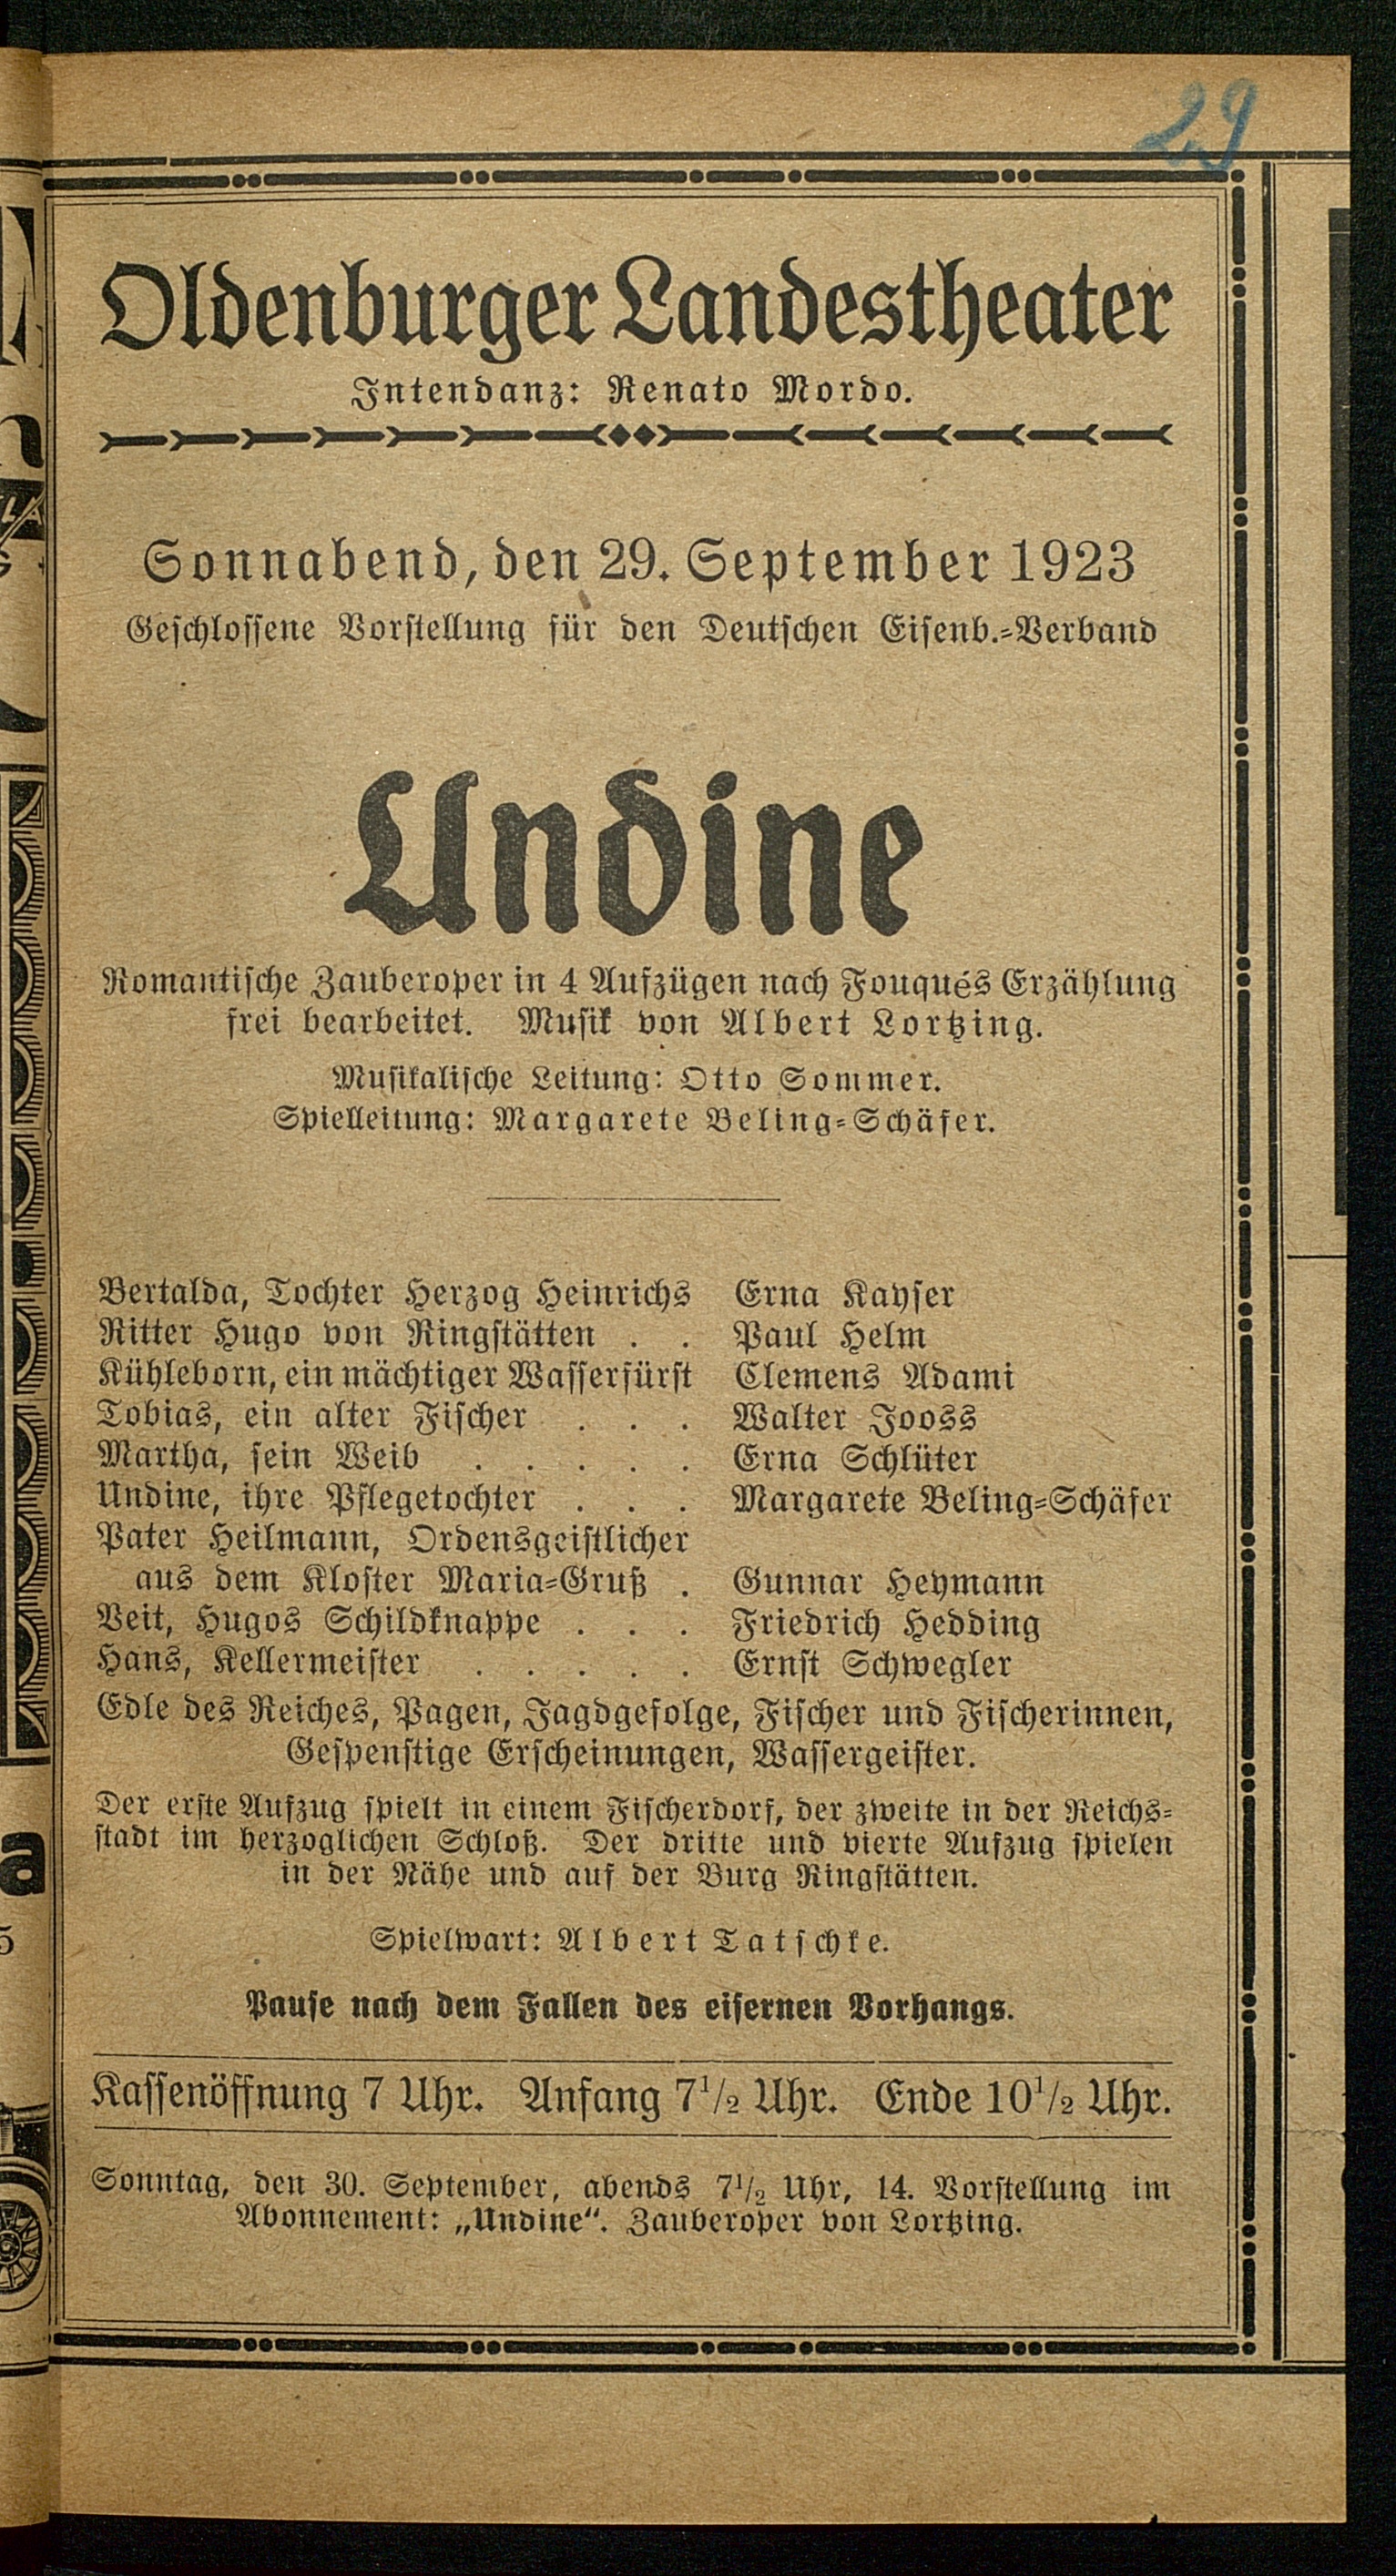 29
Oldenburger Landestheater
Intendanz: Renato Mordo.
Sonnabend, den 29. September 1923
Geschlossene Vorstellung für den Deutschen Eisenb.-Verband
Undine
Romantische Zauberoper in 4 Aufzügen nach Fouqués Erzählung
frei bearbeitet. Musik von Albert Lortzing.
Musikalische Leitung: Otto Sommer.
Spielleitung: Margarete Beling-Schäfer.
Bertalda, Tochter Herzog Heinrichs Erna Kayser
Ritter Hugo von Ringstätten . . Paul Helm
Kühleborn, ein mächtiger Wasserfürst Clemens Adami
Tobias, ein alter Fischer . . . Walter Jooss
Martha, sein Weib . . . . . Erna Schlüter
Undine, ihre Pflegetochter . . . Margarete Beling-Schäfer
Pater Heilmann, Ordensgeistlicher
aus dem Kloster Maria-Gruß . Gunnar Heymann
Veit, Hugos Schildknappe . . . Friedrich Hedding
Hans, Kellermeister . . . . . Ernst Schwegler
Edle des Reiches, Pagen, Jagdgefolge, Fischer und Fischerinnen,
Gespenstige Erscheinungen, Wassergeister.
Der erste Aufzug spielt in einem Fischerdorf, der zweite in der Reichs-
stadt im herzoglichen Schloß. Der dritte und vierte Aufzug spielen
in der Nähe und auf der Burg Ringstätten.
Spielwart: Albert Tatschke.
Pause nach dem Fallen des eisernen Vorhangs.
Kassenöffnung 7 Uhr. Anfang 7½ Uhr. Ende 10½ Uhr.
Sonntag, den 30. September, abends 7½ Uhr, 14. Vorstellung im
Abonnement: „Undine“. Zauberoper von Lortzing.